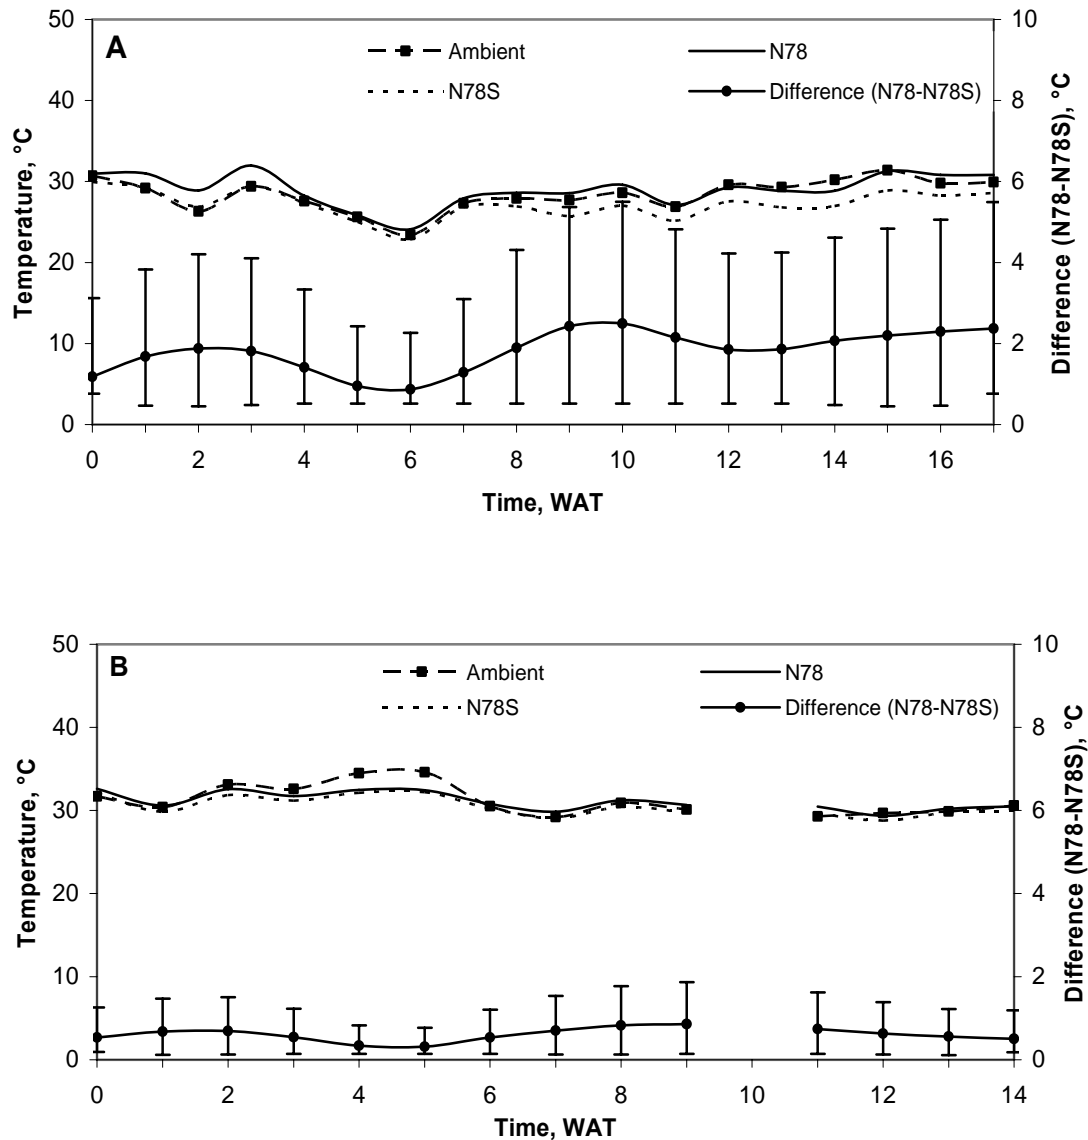 50
40
30
20
10
0
Temperature, °C
A
Ambient
N78
N78S
Difference (N78-N78S)
10
8
6
4
2
0
Difference (N78-N78S), °C
0 2 4 6 8 10 12 14 16
Time, WAT
50
40
30
20
10
0
Temperature, °C
B
Ambient
N78
N78S
Difference (N78-N78S)
10
8
6
4
2
0
Difference (N78-N78S), °C
0 2 4 6 8 10 12 14
Time, WAT